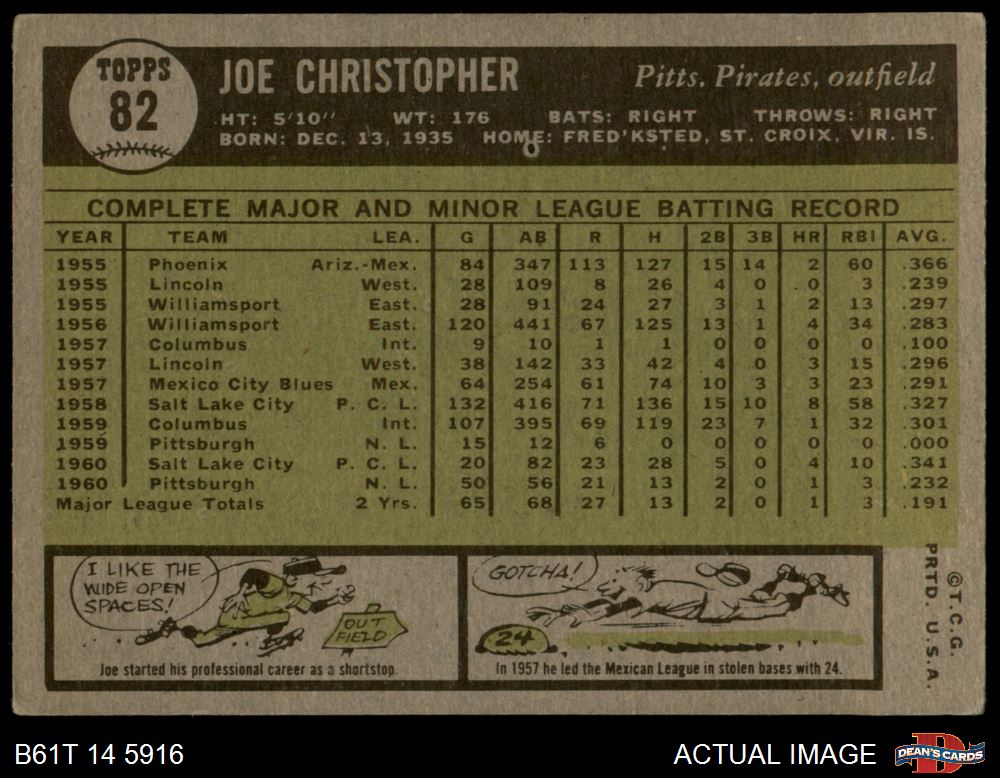 TOPPS
82
JOE CHRISTOPHER Pitts. Pirates, outfield
HT: 5'10'' WT: 176 BATS: RIGHT THROWS: RIGHT
BORN: DEC. 13, 1935 HOME: FRED'KSTED, ST. CROIX, VIR. IS.
COMPLETE MAJOR AND MINOR LEAGUE BATTING RECORD
YEAR TEAM LEA. G AB R H 2B 3B HR RBI AVG.
1955 Phoenix Ariz.-Mex. 84 347 113 127 15 14 2 60 .366
1955 Lincoln West. 28 109 8 26 4 0 0 3 .239
1955 Williamsport East. 28 91 24 27 3 1 2 13 .297
1956 Williamsport East. 120 441 67 125 13 1 4 34 .283
1957 Columbus Int. 9 10 1 1 0 0 0 0 .100
1957 Lincoln West. 38 142 33 42 4 0 3 15 .296
1957 Mexico City Blues Mex. 64 254 61 74 10 3 3 23 .291
1958 Salt Lake City P. C. L. 132 416 71 136 15 10 8 58 .327
1959 Columbus Int. 107 395 69 119 23 7 1 32 .301
1959 Pittsburgh N. L. 15 12 6 0 0 0 0 0 .000
1960 Salt Lake City P. C. L. 20 82 23 28 5 0 4 10 .341
1960 Pittsburgh N. L. 50 56 21 13 2 0 1 3 .232
Major League Totals 2 Yrs. 65 68 27 13 2 0 1 3 .191
I LIKE THE
WIDE OPEN
SPACES!
OUT
FIELD
Joe started his professional career as a shortstop.
GOTCHA!
24
In 1957 he led the Mexican League in stolen bases with 24.
©T.C.G.
PRTD U.S.A.
B61T 14 5916
ACTUAL IMAGE
DEAN'S CARDS